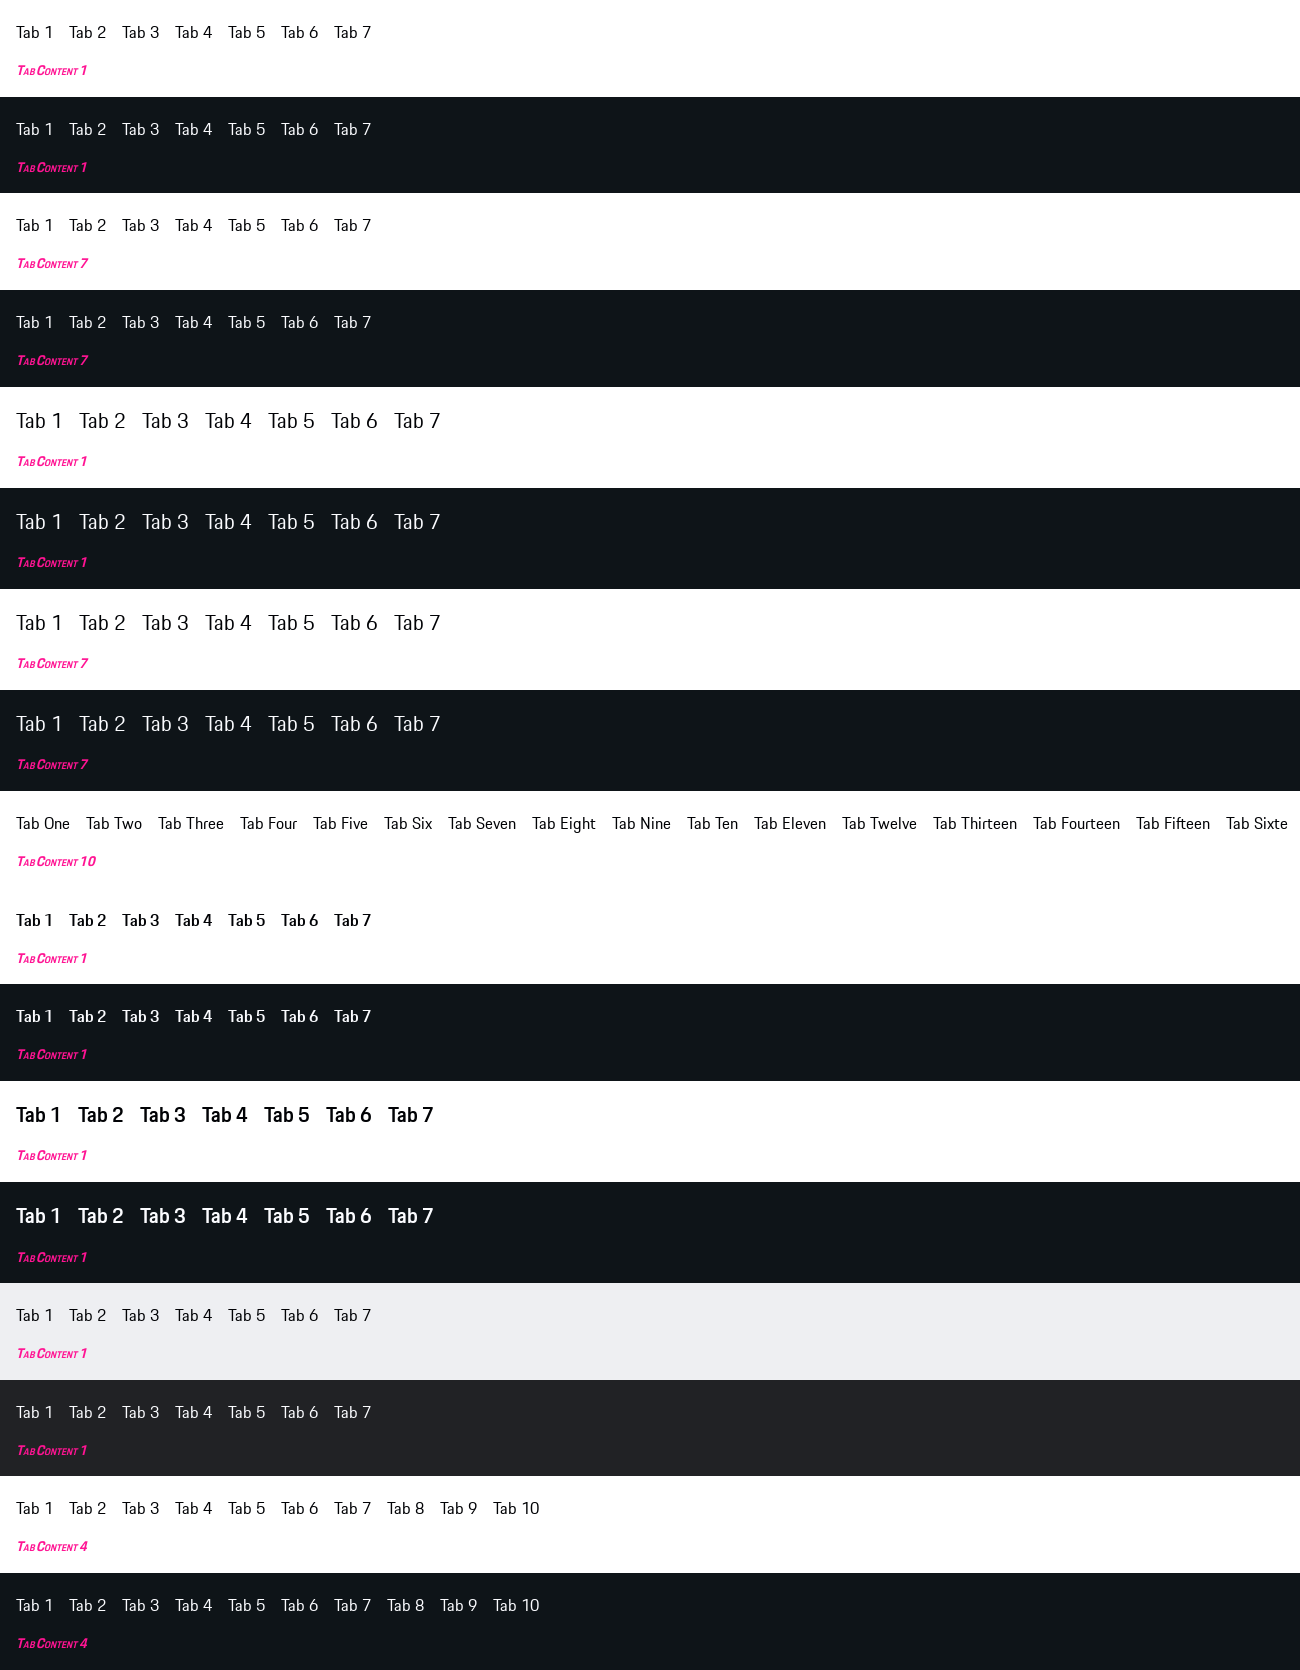 Tab 1 Tab 2 Tab 3 Tab 4 Tab 5 Tab 6 Tab 7
Tab Content 1
Tab 1 Tab 2 Tab 3 Tab 4 Tab 5 Tab 6 Tab 7
Tab Content 1
Tab 1 Tab 2 Tab 3 Tab 4 Tab 5 Tab 6 Tab 7
Tab Content 7
Tab 1 Tab 2 Tab 3 Tab 4 Tab 5 Tab 6 Tab 7
Tab Content 7
Tab 1 Tab 2 Tab 3 Tab 4 Tab 5 Tab 6 Tab 7
Tab Content 1
Tab 1 Tab 2 Tab 3 Tab 4 Tab 5 Tab 6 Tab 7
Tab Content 1
Tab 1 Tab 2 Tab 3 Tab 4 Tab 5 Tab 6 Tab 7
Tab Content 7
Tab 1 Tab 2 Tab 3 Tab 4 Tab 5 Tab 6 Tab 7
Tab Content 7
Tab One Tab Two Tab Three Tab Four Tab Five Tab Six Tab Seven Tab Eight Tab Nine Tab Ten Tab Eleven Tab Twelve Tab Thirteen Tab Fourteen Tab Fifteen Tab Sixte
Tab Content 10
Tab 1 Tab 2 Tab 3 Tab 4 Tab 5 Tab 6 Tab 7
Tab Content 1
Tab 1 Tab 2 Tab 3 Tab 4 Tab 5 Tab 6 Tab 7
Tab Content 1
Tab 1 Tab 2 Tab 3 Tab 4 Tab 5 Tab 6 Tab 7
Tab Content 1
Tab 1 Tab 2 Tab 3 Tab 4 Tab 5 Tab 6 Tab 7
Tab Content 1
Tab 1 Tab 2 Tab 3 Tab 4 Tab 5 Tab 6 Tab 7
Tab Content 1
Tab 1 Tab 2 Tab 3 Tab 4 Tab 5 Tab 6 Tab 7
Tab Content 1
Tab 1 Tab 2 Tab 3 Tab 4 Tab 5 Tab 6 Tab 7 Tab 8 Tab 9 Tab 10
Tab Content 4
Tab 1 Tab 2 Tab 3 Tab 4 Tab 5 Tab 6 Tab 7 Tab 8 Tab 9 Tab 10
Tab Content 4